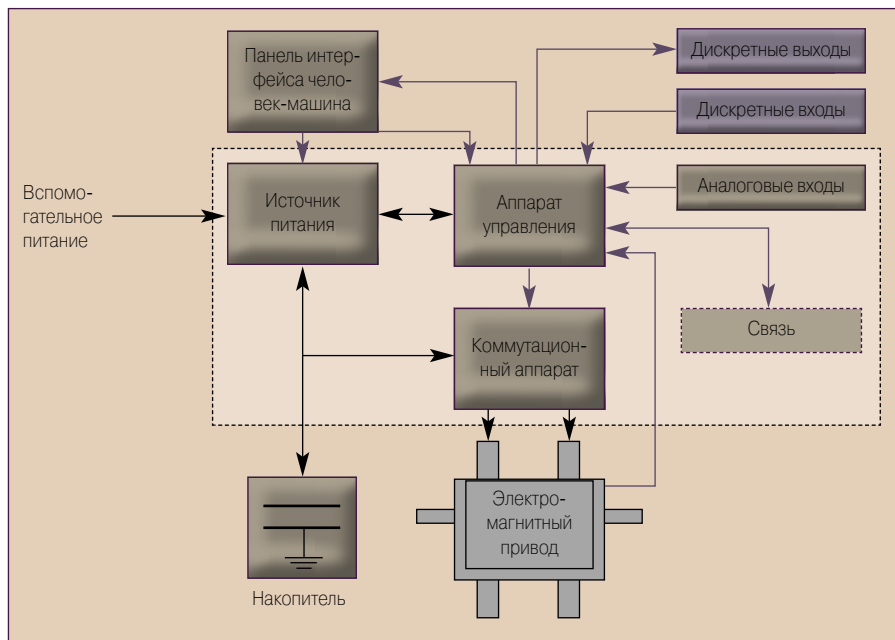 Панель интер-
фейса чело-
век-машина
Дискретные выходы
Дискретные входы
Вспомо-
гательное
питание
Источник
питания
Аппарат
управления
Аналоговые входы
Связь
Коммутацион-
ный аппарат
Электро-
магнитный
привод
Накопитель